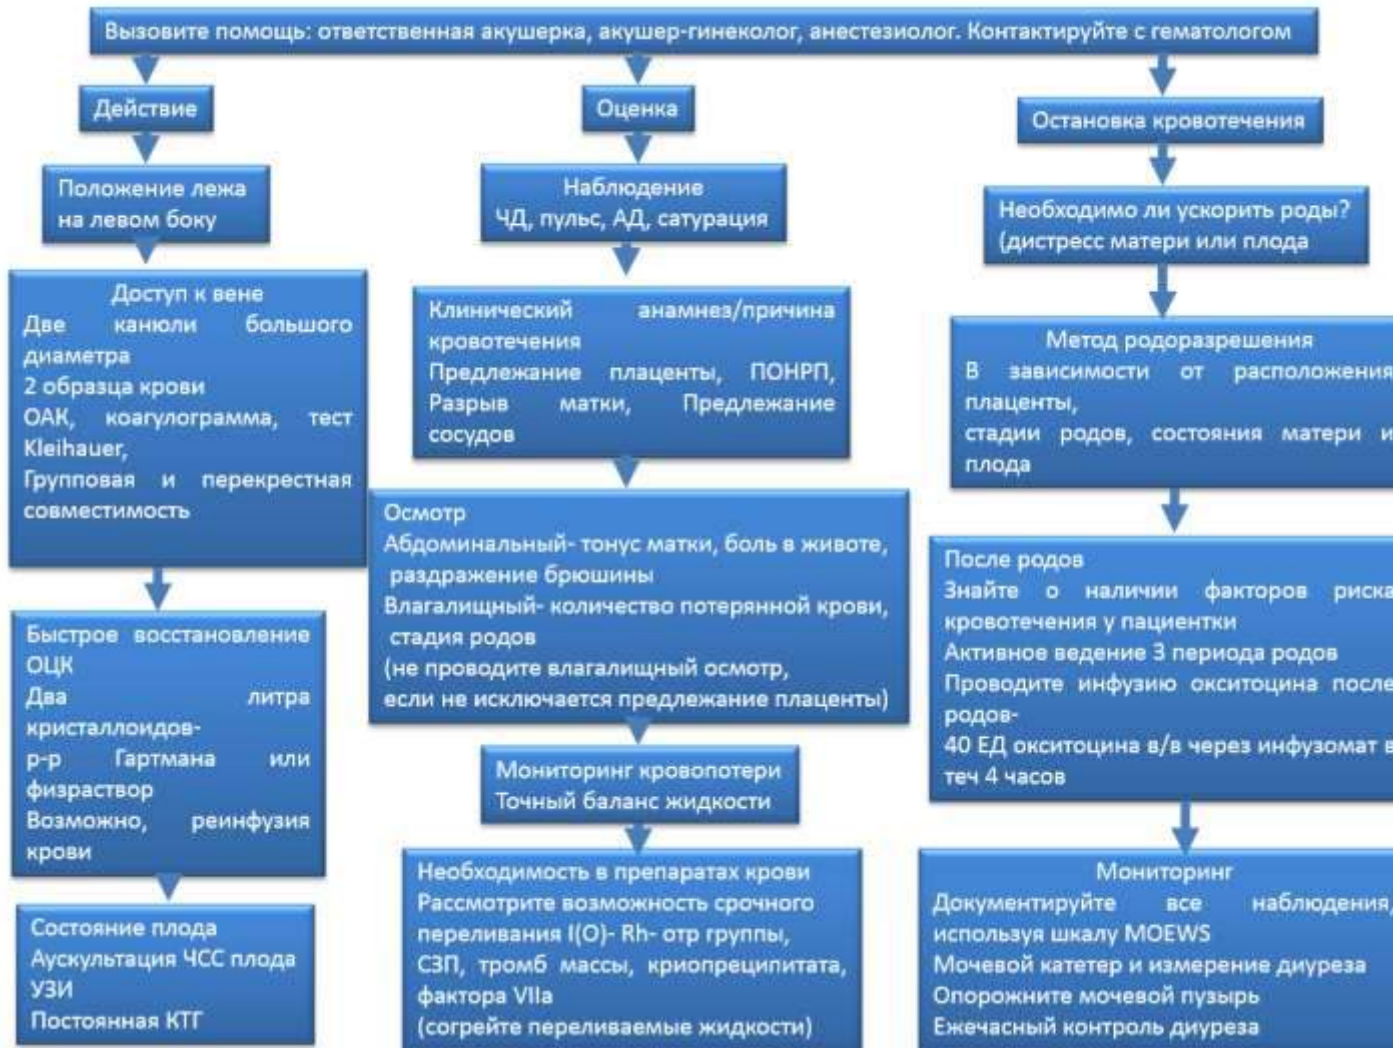 Вызовите помощь: ответственная акушерка, акушер-гинеколог, анестезиолог. Контактируйте с гематологом
Действие
Положение лежа
на левом боку
Доступ к вене
Две канюли большого
диаметра
2 образца крови
ОАК, коагулограмма, тест
Kleihauer,
Групповая и перекрестная
совместимость
Быстрое восстановление
ОЦК
Два литра
кристаллоидов-
р-р Гартмана или
физраствор
Возможно, реинфузия
крови
Состояние плода
Аускультация ЧСС плода
УЗИ
Постоянная КТГ
Оценка
Наблюдение
ЧД, пульс, АД, сатурация
Клинический анамнез/причина
кровотечения
Предлежание плаценты, ПОНРП,
Разрыв матки, Предлежание
сосудов
Осмотр
Абдоминальный- тонус матки, боль в животе,
раздражение брюшины
Влагалищный- количество потерянной крови,
стадия родов
(не проводите влагалищный осмотр,
если не исключается предлежание плаценты)
Мониторинг кровопотери
Точный баланс жидкости
Необходимость в препаратах крови
Рассмотрите возможность срочного
переливания I(O)- Rh- отр группы,
СЗП, тромб массы, криопреципитата,
фактора VIIa
(согрейте переливаемые жидкости)
Остановка кровотечения
Необходимо ли ускорить роды?
(дистресс матери или плода
Метод родоразрешения
В зависимости от расположения
плаценты,
стадии родов, состояния матери и
плода
После родов
Знайте о наличии факторов риска
кровотечения у пациентки
Активное ведение 3 периода родов
Проводите инфузию окситоцина после
родов-
40 ЕД окситоцина в/в через инфузомат в
теч 4 часов
Мониторинг
Документируйте все наблюдения,
используя шкалу MOEWS
Мочевой катетер и измерение диуреза
Опорожните мочевой пузырь
Ежечасный контроль диуреза